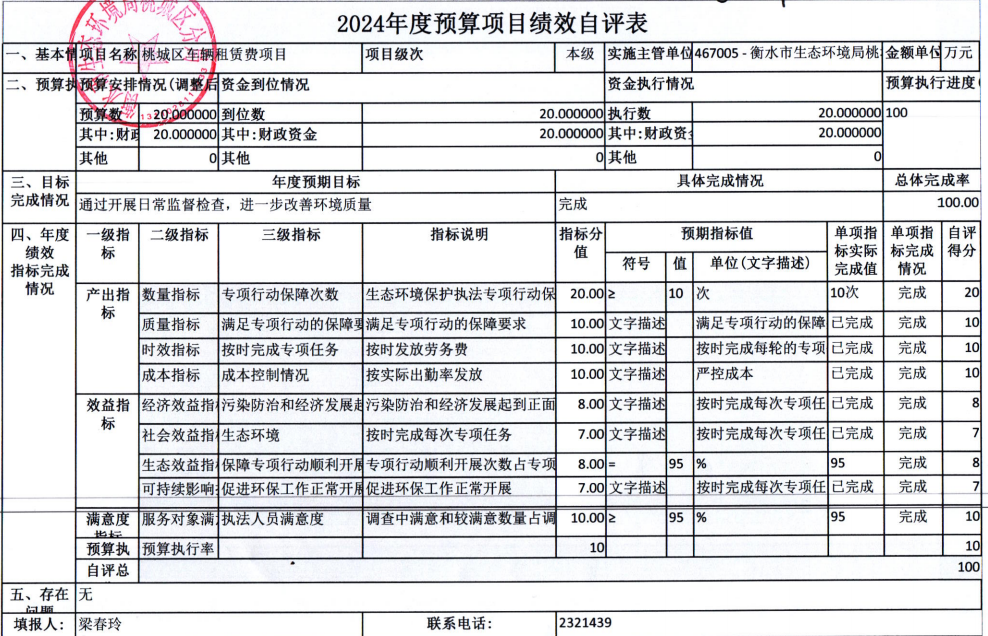 2024年度预算项目绩效自评表
一、基本情 项目名称 桃城区车辆租赁费项目 项目级次 本级 实施主管单位 467005 - 衡水市生态环境局桃 金额单位 万元
二、预算执 预算安排情况(调整后 资金到位情况 资金执行情况 预算执行进度(
预算数 20.000000 到位数 20.000000 执行数 20.000000 100
其中:财政 20.000000 其中:财政资金 20.000000 其中:财政资金 20.000000
其他 0 其他 0 其他 0
三、目标完成情况 年度预期目标 具体完成情况 总体完成率
通过开展日常监督检查，进一步改善环境质量 完成 100.00
四、年度绩效指标完成情况 一级指标 二级指标 三级指标 指标说明 指标分值 预期指标值 单项指标实际完成值 单项指标完成情况 自评得分
符号 值 单位(文字描述)
产出指标 数量指标 专项行动保障次数 生态环境保护执法专项行动保 20.00 ≥ 10 次 10次 完成 20
质量指标 满足专项行动的保障要 满足专项行动的保障要求 10.00 文字描述 满足专项行动的保障 已完成 完成 10
时效指标 按时完成专项任务 按时发放劳务费 10.00 文字描述 按时完成每轮的专项 已完成 完成 10
成本指标 成本控制情况 按实际出勤率发放 10.00 文字描述 严控成本 已完成 完成 10
效益指标 经济效益指 污染防治和经济发展起 污染防治和经济发展起到正面 8.00 文字描述 按时完成每次专项任 已完成 完成 8
社会效益指 生态环境 按时完成每次专项任务 7.00 文字描述 按时完成每次专项任 已完成 完成 7
生态效益指 保障专项行动顺利开展 专项行动顺利开展次数占专项 8.00 = 95 % 95 完成 8
可持续影响 促进环保工作正常开展 促进环保工作正常开展 7.00 文字描述 按时完成每次专项任 已完成 完成 7
满意度指标 服务对象满 执法人员满意度 调查中满意和较满意数量占调 10.00 ≥ 95 % 95 完成 10
预算执 预算执行率 10 10
自评总 100
五、存在问题 无
填报人: 梁春玲 联系电话: 2321439